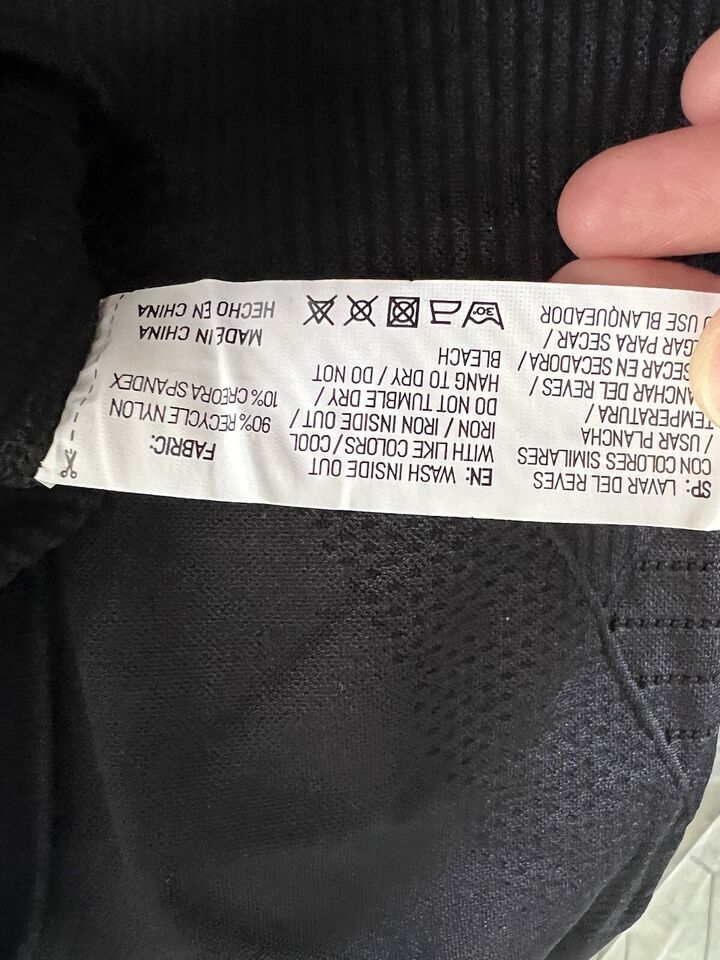 SP: LAVAR DEL REVES
CON COLORES SIMILARES
/ USAR PLANCHA
TEMPERATURA /
DEL REVES /
SECAR EN SECADORA /
PARA SECAR /
USE BLANQUEADOR
EN: WASH INSIDE OUT
WITH LIKE COLORS / COOL
IRON / IRON INSIDE OUT /
DO NOT TUMBLE DRY /
HANG TO DRY / DO NOT
BLEACH
30°
FABRIC:
90% RECYCLE NYLON
10% CREORA SPANDEX
MADE IN CHINA
HECHO EN CHINA